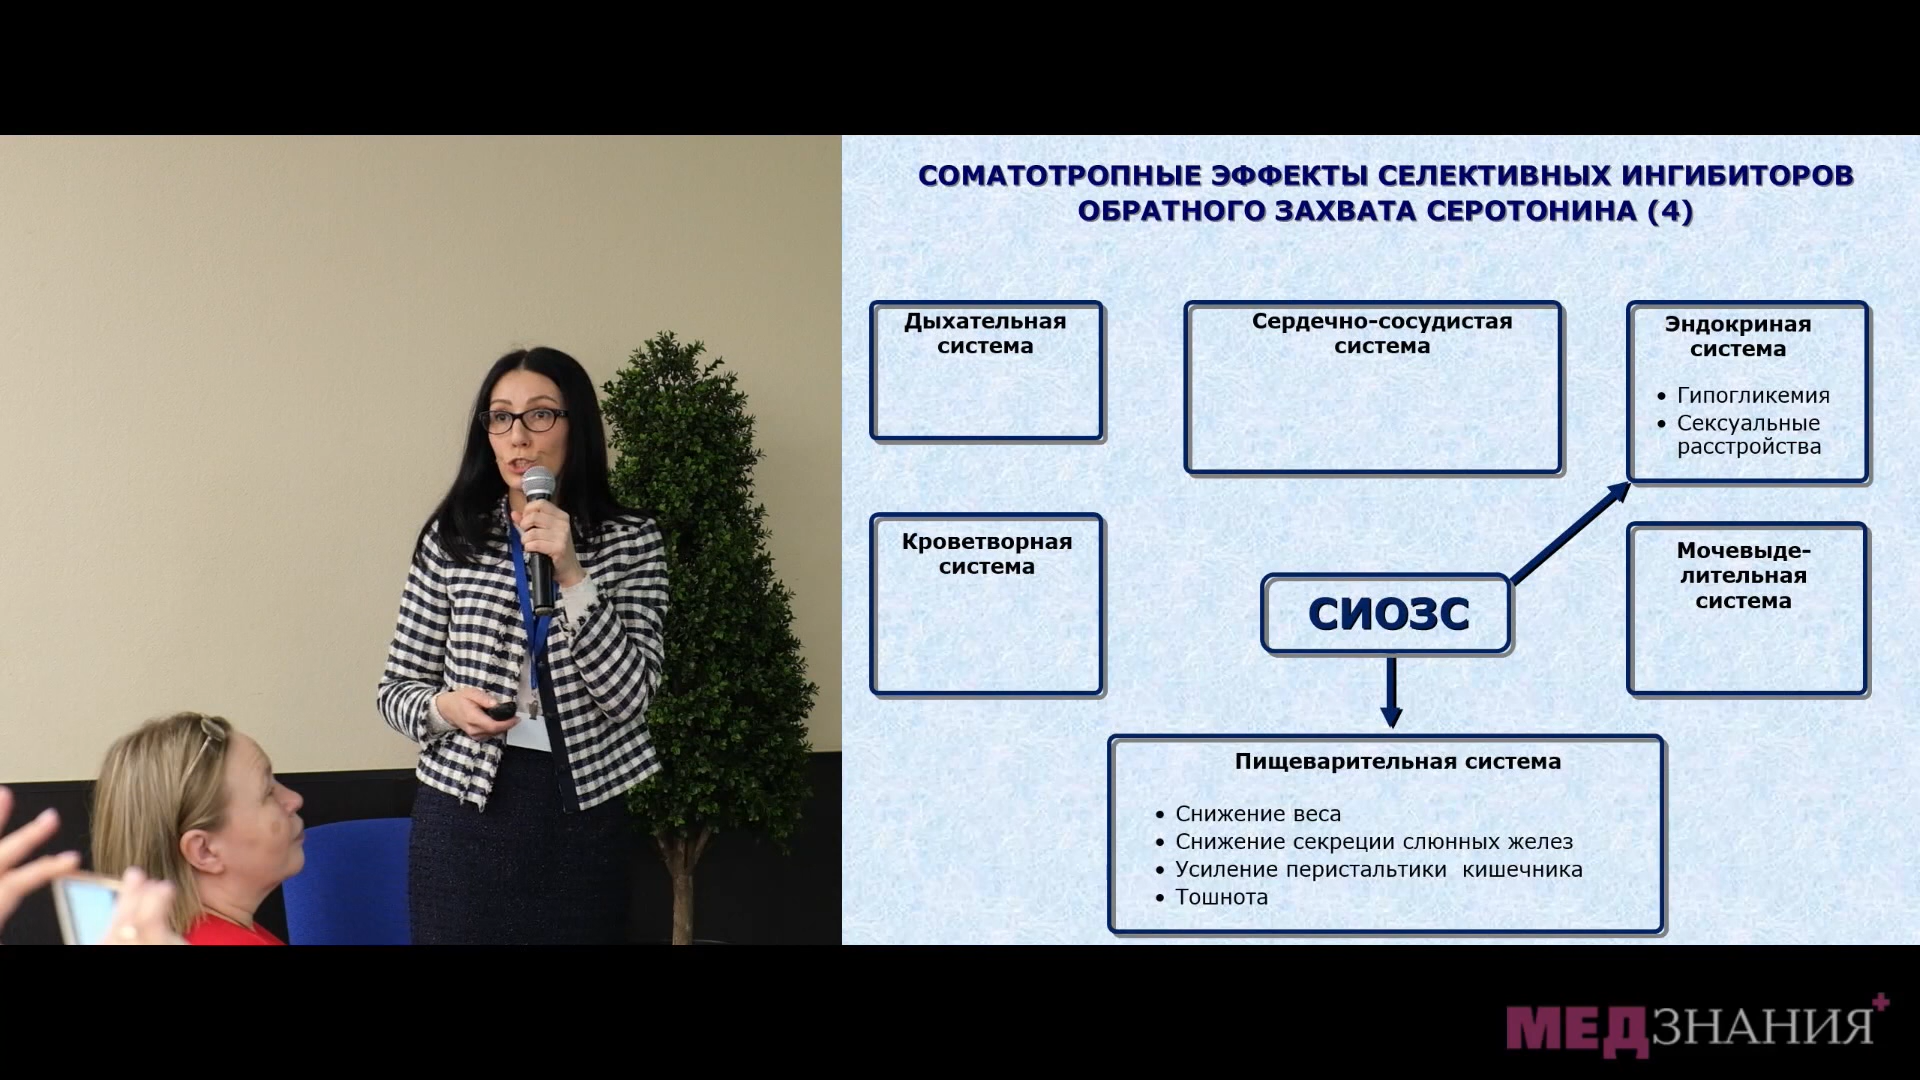 СОМАТОТРОПНЫЕ ЭФФЕКТЫ СЕЛЕКТИВНЫХ ИНГИБИТОРОВ
ОБРАТНОГО ЗАХВАТА СЕРОТОНИНА (4)
Дыхательная
система
Сердечно-сосудистая
система
Эндокриная
система
• Гипогликемия
• Сексуальные
расстройства
Кроветворная
система
СИОЗС
Мочевыде-
лительная
система
Пищеварительная система
• Снижение веса
• Снижение секреции слюнных желез
• Усиление перистальтики кишечника
• Тошнота
МЕДЗНАНИЯ+